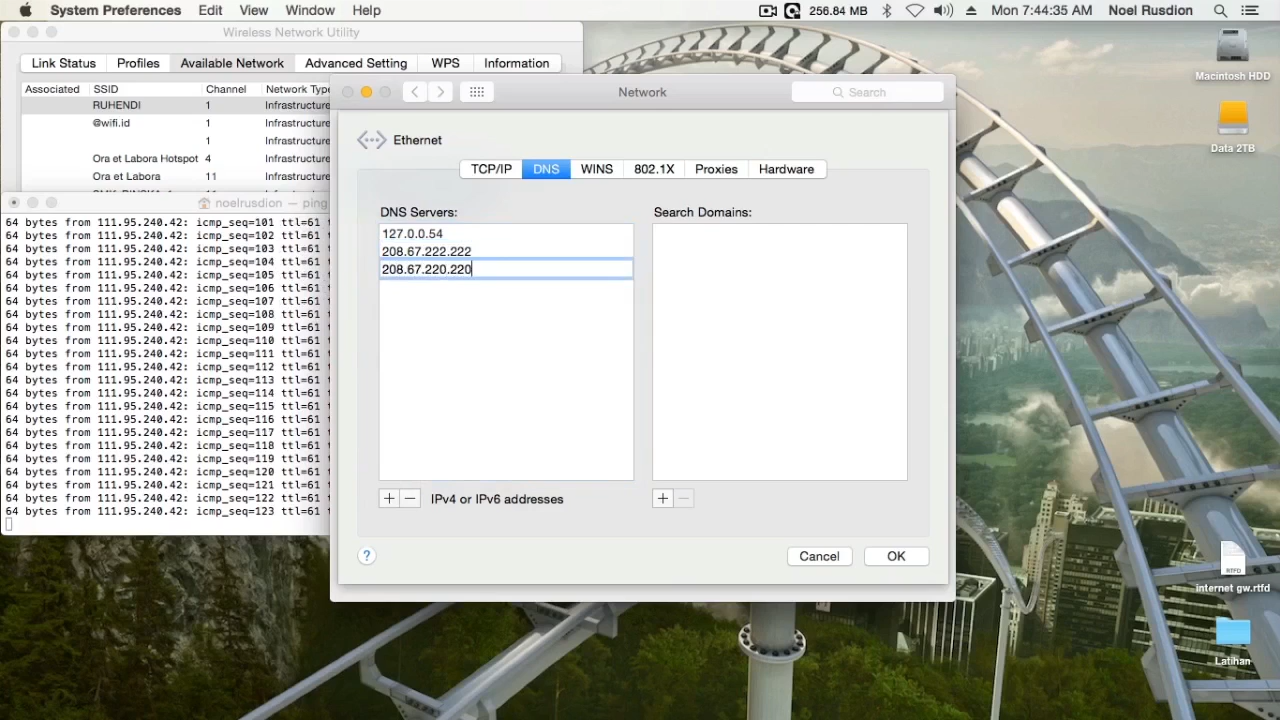 System Preferences Edit View Window Help 256.84 MB Mon 7:44:35 AM Noel Rusdion
Wireless Network Utility
Link Status Profiles Available Network Advanced Setting WPS Information
Associated SSID Channel Network Type
RUHENDI 1 Infrastructure
@wifi.id 1 Infrastructure
1 Infrastructure
Ora et Labora Hotspot 4 Infrastructure
Ora et Labora 11 Infrastructure
noelrusdion — ping
64 bytes from 111.95.240.42: icmp_seq=101 ttl=61
64 bytes from 111.95.240.42: icmp_seq=102 ttl=61
64 bytes from 111.95.240.42: icmp_seq=103 ttl=61
64 bytes from 111.95.240.42: icmp_seq=104 ttl=61
64 bytes from 111.95.240.42: icmp_seq=105 ttl=61
64 bytes from 111.95.240.42: icmp_seq=106 ttl=61
64 bytes from 111.95.240.42: icmp_seq=107 ttl=61
64 bytes from 111.95.240.42: icmp_seq=108 ttl=61
64 bytes from 111.95.240.42: icmp_seq=109 ttl=61
64 bytes from 111.95.240.42: icmp_seq=110 ttl=61
64 bytes from 111.95.240.42: icmp_seq=111 ttl=61
64 bytes from 111.95.240.42: icmp_seq=112 ttl=61
64 bytes from 111.95.240.42: icmp_seq=113 ttl=61
64 bytes from 111.95.240.42: icmp_seq=114 ttl=61
64 bytes from 111.95.240.42: icmp_seq=115 ttl=61
64 bytes from 111.95.240.42: icmp_seq=116 ttl=61
64 bytes from 111.95.240.42: icmp_seq=117 ttl=61
64 bytes from 111.95.240.42: icmp_seq=118 ttl=61
64 bytes from 111.95.240.42: icmp_seq=119 ttl=61
64 bytes from 111.95.240.42: icmp_seq=120 ttl=61
64 bytes from 111.95.240.42: icmp_seq=121 ttl=61
64 bytes from 111.95.240.42: icmp_seq=122 ttl=61
64 bytes from 111.95.240.42: icmp_seq=123 ttl=61
Network
Search
Ethernet
TCP/IP DNS WINS 802.1X Proxies Hardware
DNS Servers:
127.0.0.54
208.67.222.222
208.67.220.220
Search Domains:
+ − IPv4 or IPv6 addresses
+ −
? Cancel OK
Macintosh HDD
Data 2TB
RTFD
internet gw.rtfd
Latihan